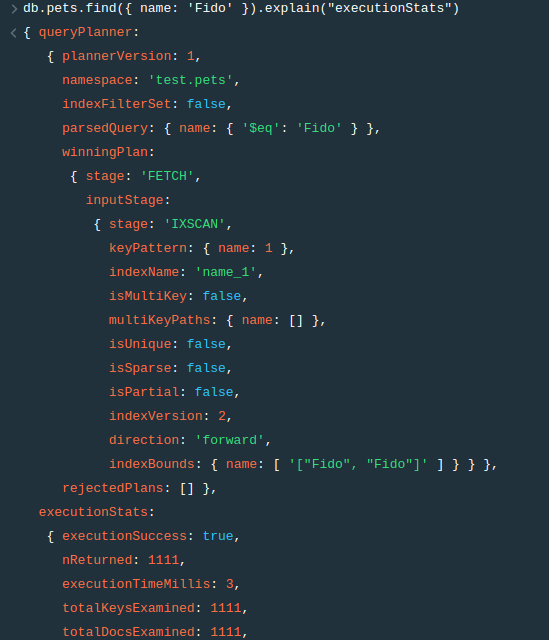 > db.pets.find({ name: 'Fido' }).explain("executionStats")
< { queryPlanner:
{ plannerVersion: 1,
namespace: 'test.pets',
indexFilterSet: false,
parsedQuery: { name: { '$eq': 'Fido' } },
winningPlan:
{ stage: 'FETCH',
inputStage:
{ stage: 'IXSCAN',
keyPattern: { name: 1 },
indexName: 'name_1',
isMultiKey: false,
multiKeyPaths: { name: [] },
isUnique: false,
isSparse: false,
isPartial: false,
indexVersion: 2,
direction: 'forward',
indexBounds: { name: [ '["Fido", "Fido"]' ] } } },
rejectedPlans: [] },
executionStats:
{ executionSuccess: true,
nReturned: 1111,
executionTimeMillis: 3,
totalKeysExamined: 1111,
totalDocsExamined: 1111,